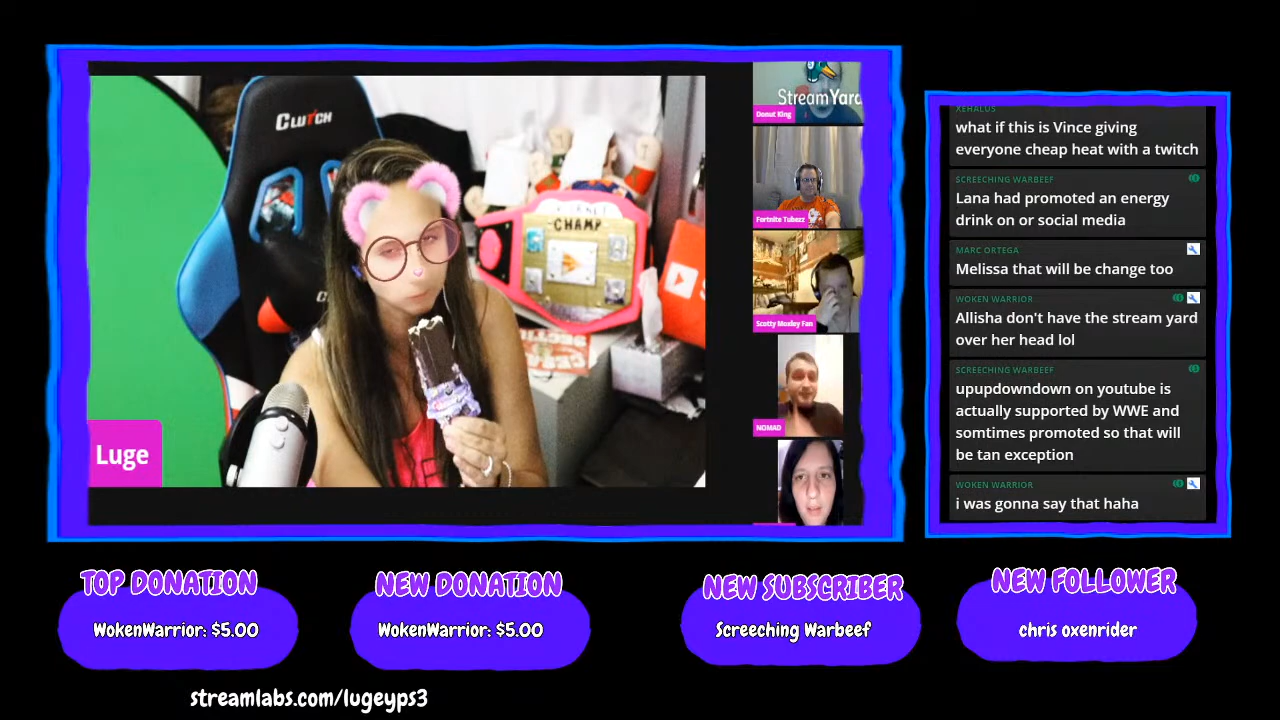 CLUTCH
CHAMP
Luge
StreamYard
Donut King
Fortnite Tubezz
Scotty Moxley Fan
NOMAD
XEHALUS
what if this is Vince giving
everyone cheap heat with a twitch
SCREECHING WARBEEF
Lana had promoted an energy
drink on or social media
MARC ORTEGA
Melissa that will be change too
WOKEN WARRIOR
Allisha don't have the stream yard
over her head lol
SCREECHING WARBEEF
upupdowndown on youtube is
actually supported by WWE and
somtimes promoted so that will
be tan exception
WOKEN WARRIOR
i was gonna say that haha
TOP DONATION
WokenWarrior: $5.00
NEW DONATION
WokenWarrior: $5.00
NEW SUBSCRIBER
Screeching Warbeef
NEW FOLLOWER
chris oxenrider
streamlabs.com/lugeyps3